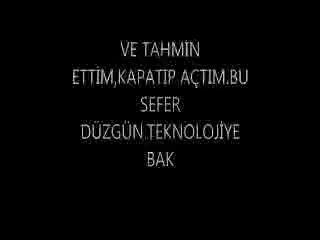 VE TAHMİN
ETTİM,KAPATIP AÇTIM.BU
SEFER
DÜZGÜN.TEKNOLOJİYE
BAK